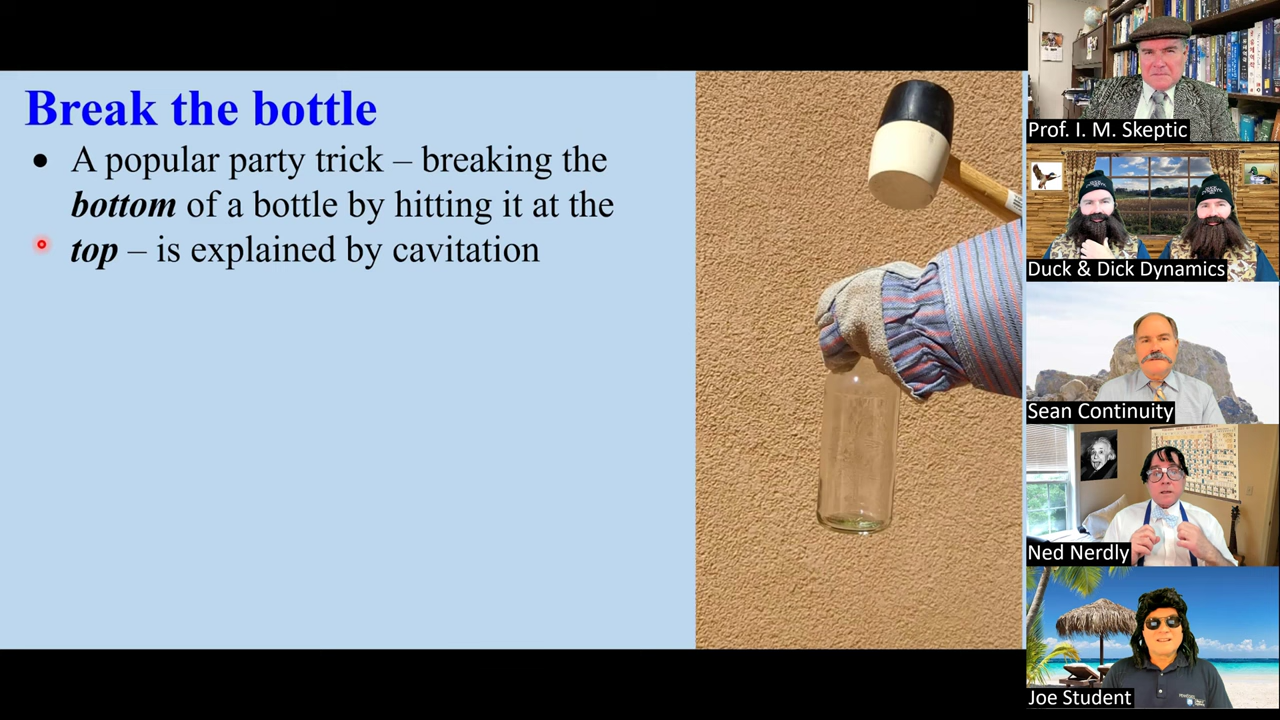 Break the bottle
• A popular party trick – breaking the
bottom of a bottle by hitting it at the
top – is explained by cavitation
Prof. I. M. Skeptic
Duck & Dick Dynamics
Sean Continuity
Ned Nerdly
Joe Student